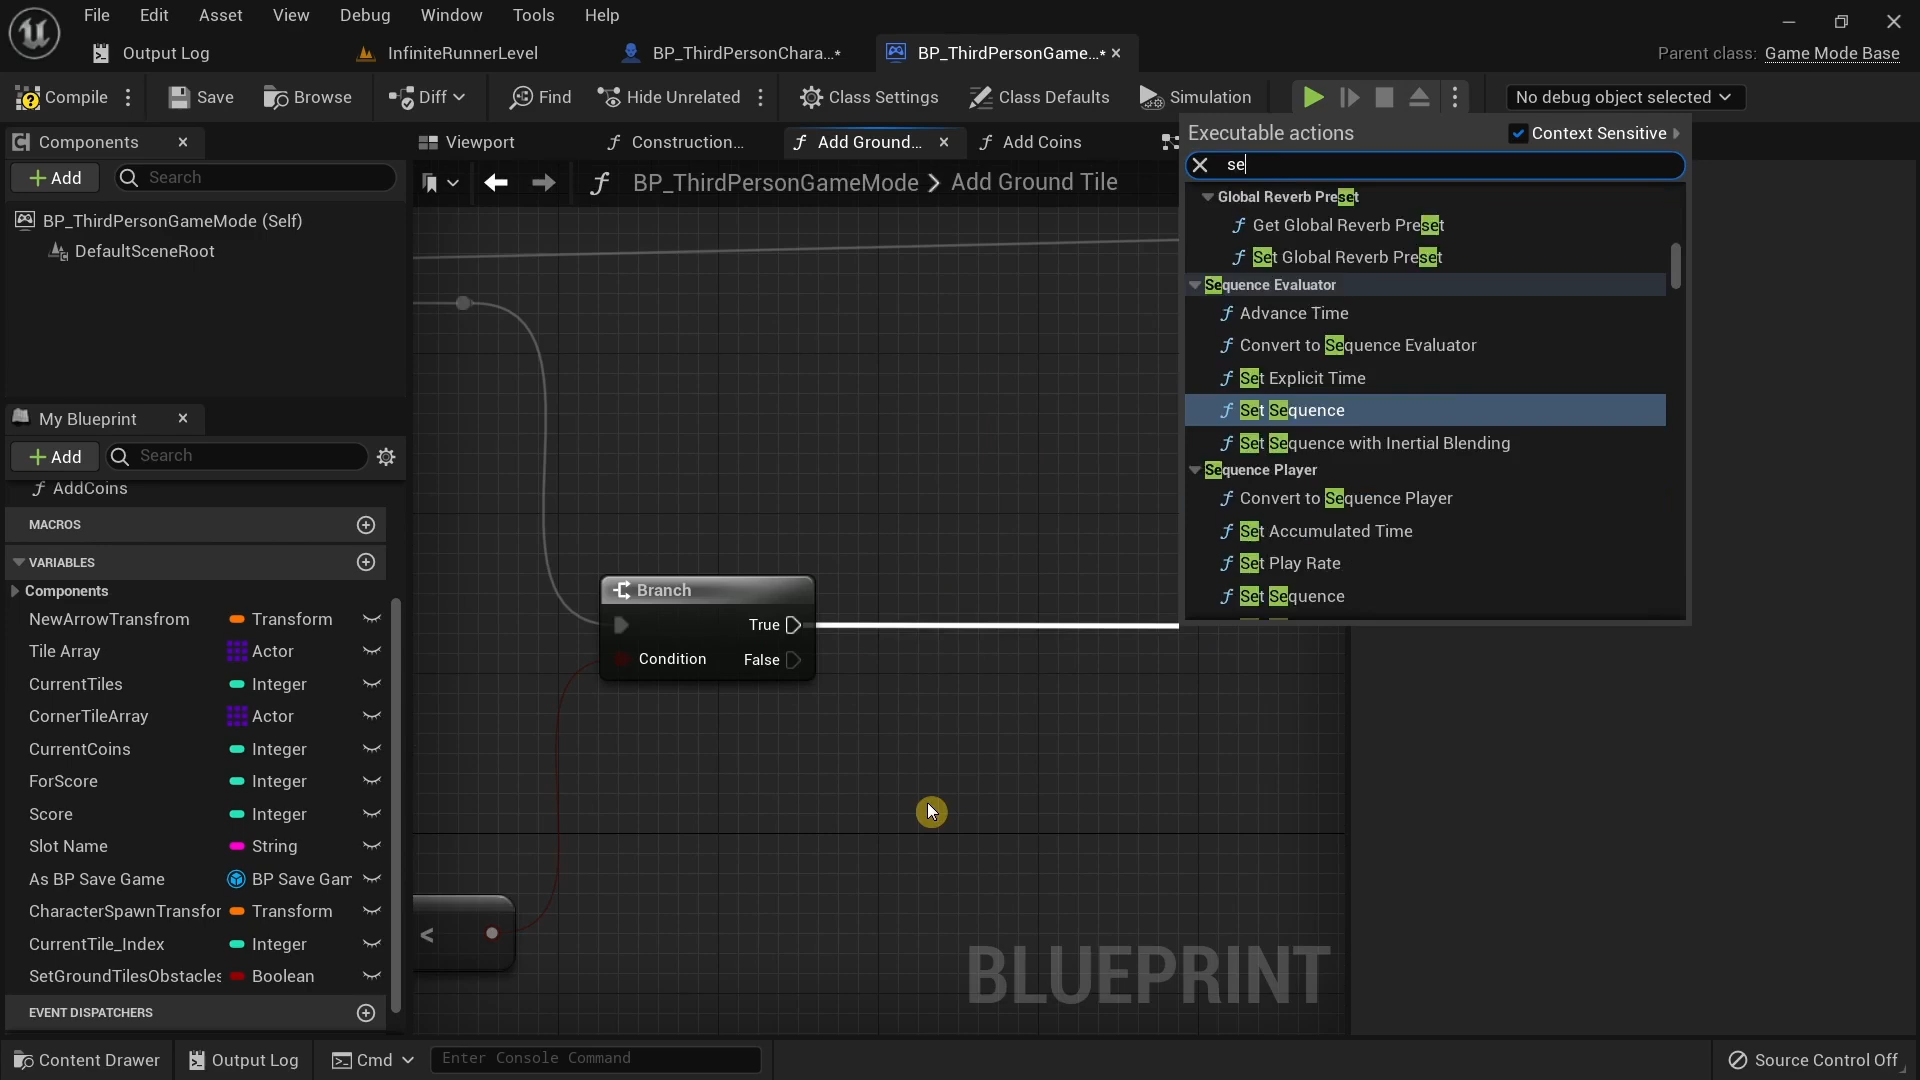 File Edit Asset View Debug Window Tools Help
Output Log InfiniteRunnerLevel BP_ThirdPersonChara...* BP_ThirdPersonGame...* Parent class: Game Mode Base
Compile Save Browse Diff Find Hide Unrelated Class Settings Class Defaults Simulation No debug object selected
Components Viewport Construction... Add Ground... Add Coins
Executable actions Context Sensitive
Add Search BP_ThirdPersonGameMode > Add Ground Tile
se
BP_ThirdPersonGameMode (Self)
DefaultSceneRoot
Global Reverb Preset
Get Global Reverb Preset
Set Global Reverb Preset
Sequence Evaluator
Advance Time
Convert to Sequence Evaluator
Set Explicit Time
Set Sequence
Set Sequence with Inertial Blending
Sequence Player
Convert to Sequence Player
Set Accumulated Time
Set Play Rate
Set Sequence
My Blueprint
Add Search
AddCoins
MACROS
VARIABLES
Components
NewArrowTransfrom Transform
Tile Array Actor
CurrentTiles Integer
CornerTileArray Actor
CurrentCoins Integer
ForScore Integer
Score Integer
Slot Name String
As BP Save Game BP Save Gam
CharacterSpawnTransfor Transform
CurrentTile_Index Integer
SetGroundTilesObstacles Boolean
EVENT DISPATCHERS
Branch
True
Condition False
<
BLUEPRINT
Content Drawer Output Log Cmd Enter Console Command Source Control Off